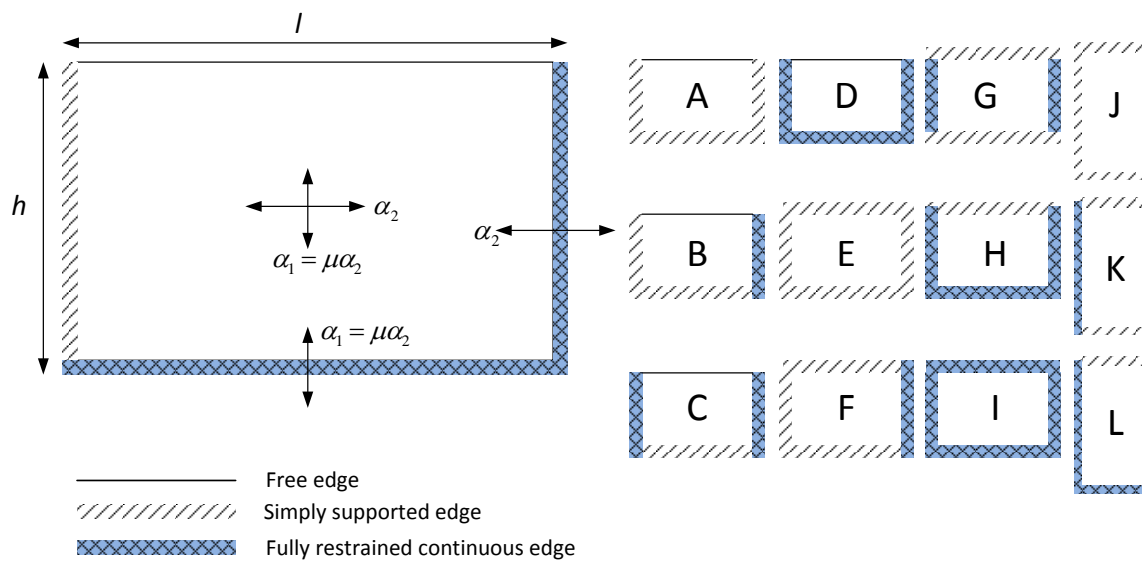 l
h
α₂
α₁ = μα₂
α₂
α₁ = μα₂
Free edge
Simply supported edge
Fully restrained continuous edge
A
D
G
J
B
E
H
K
C
F
I
L